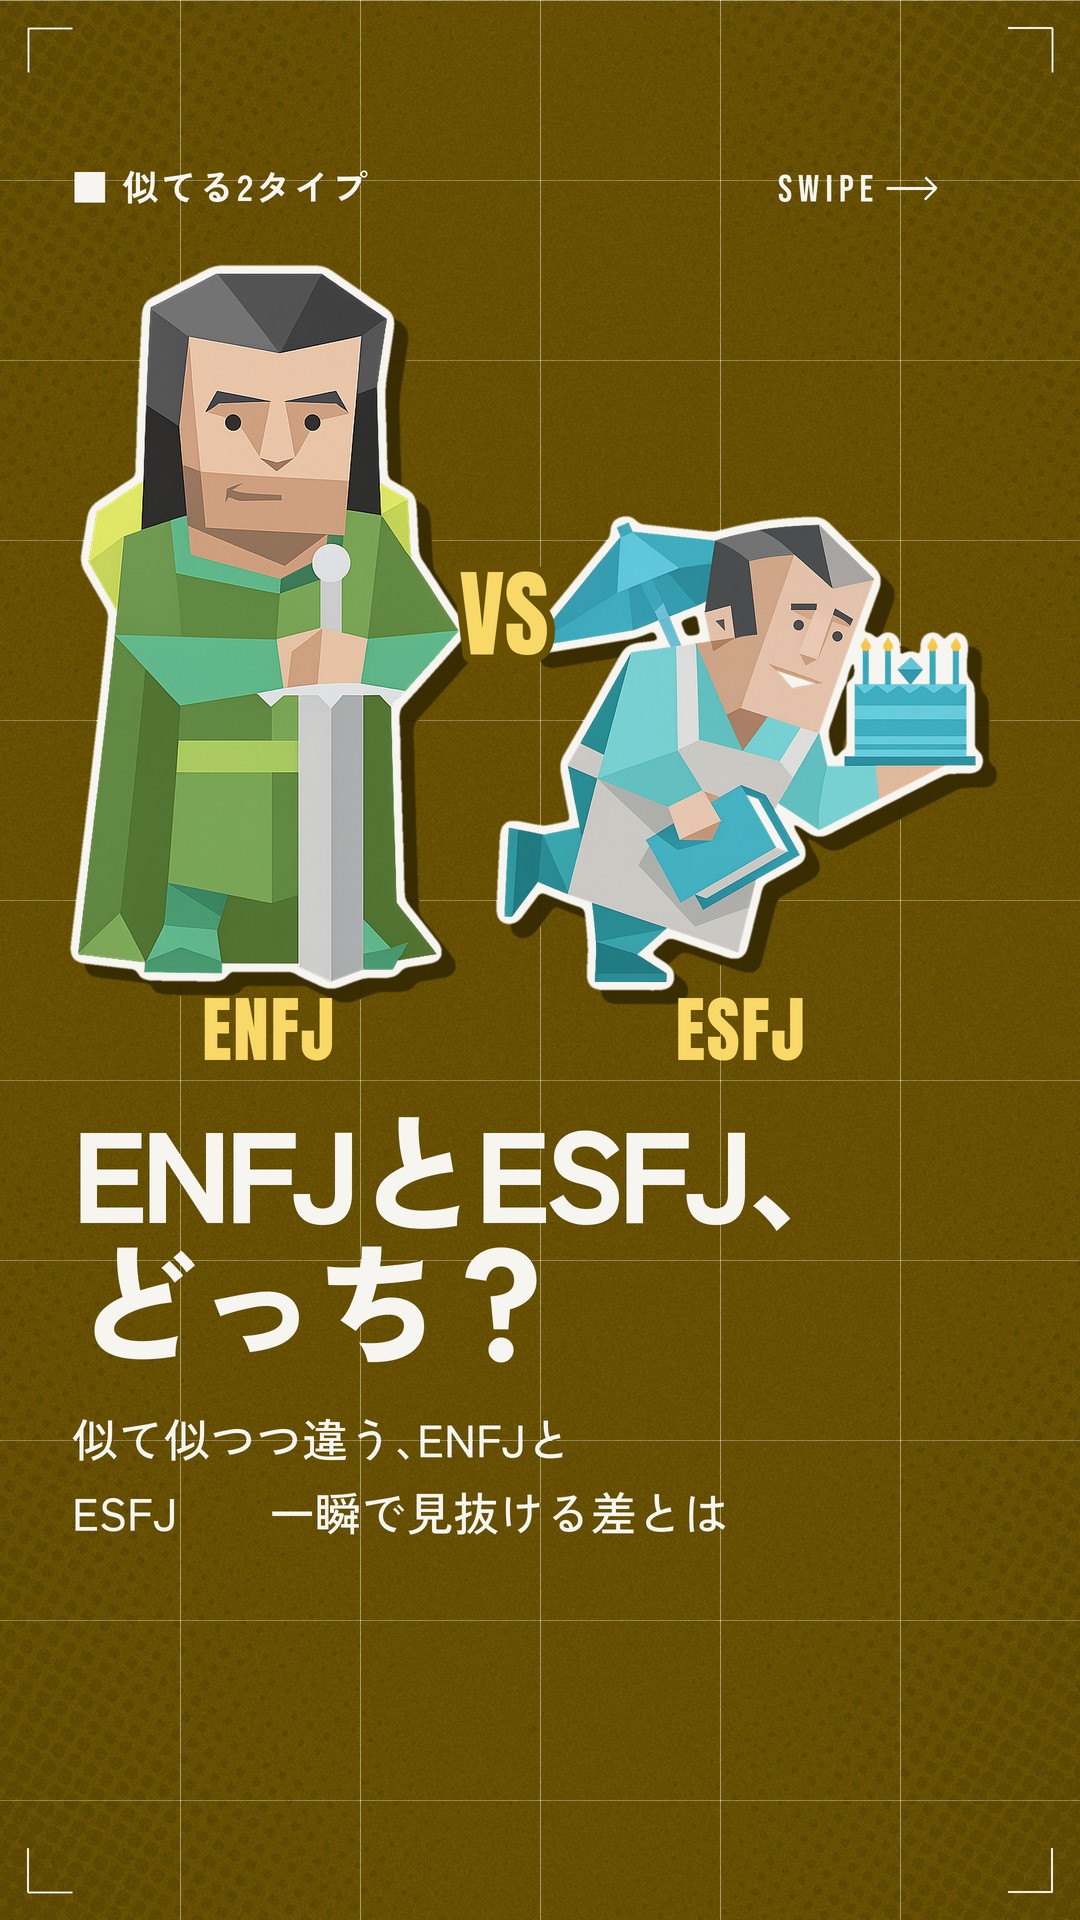 似てる2タイプ
SWIPE
VS
ENFJ
ESFJ
ENFJとESFJ、
どっち？
似て似つつ違う、ENFJと
ESFJ　　一瞬で見抜ける差とは